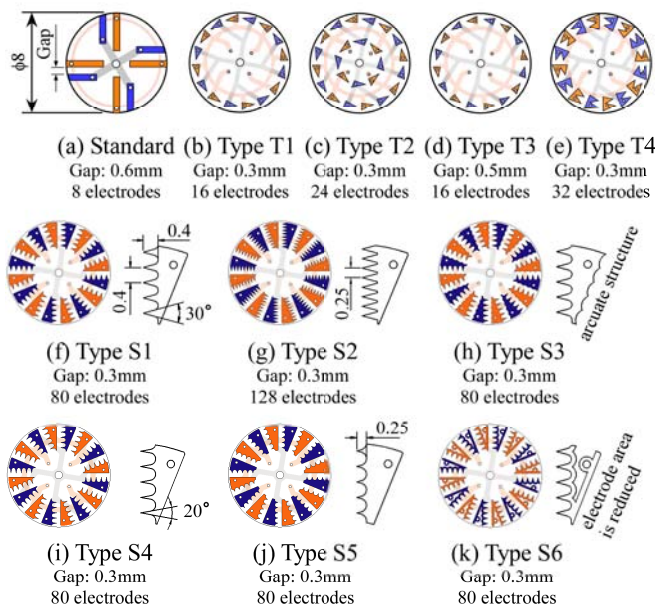 ϕ8
Gap
(a) Standard
Gap: 0.6mm
8 electrodes
(b) Type T1
Gap: 0.3mm
16 electrodes
(c) Type T2
Gap: 0.3mm
24 electrodes
(d) Type T3
Gap: 0.5mm
16 electrodes
(e) Type T4
Gap: 0.3mm
32 electrodes
0.4
0.4
30°
(f) Type S1
Gap: 0.3mm
80 electrodes
0.25
(g) Type S2
Gap: 0.3mm
128 electrodes
arcuate structure
(h) Type S3
Gap: 0.3mm
80 electrodes
20°
(i) Type S4
Gap: 0.3mm
80 electrodes
0.25
(j) Type S5
Gap: 0.3mm
80 electrodes
electrode area
is reduced
(k) Type S6
Gap: 0.3mm
80 electrodes